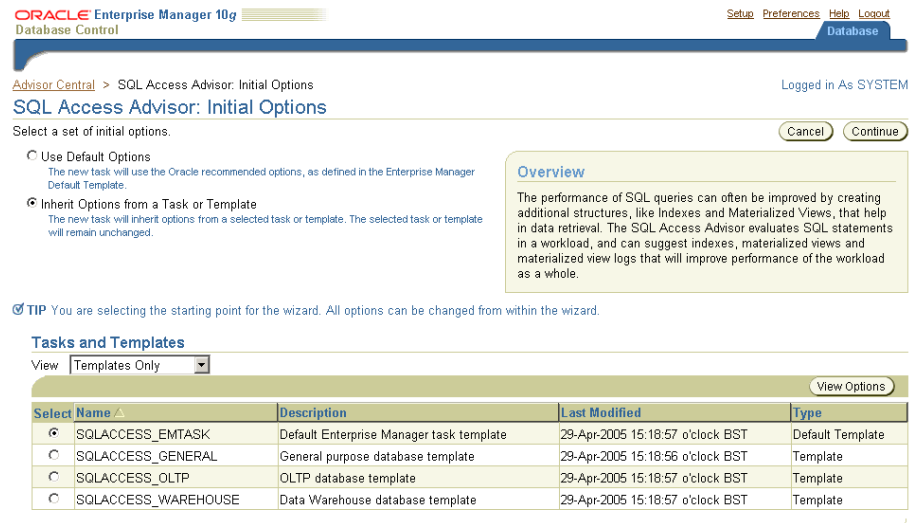 ORACLE Enterprise Manager 10g
Database Control
Setup Preferences Help Logout
Database
Advisor Central > SQL Access Advisor: Initial Options
Logged in As SYSTEM
SQL Access Advisor: Initial Options
Select a set of initial options.
Cancel Continue
Use Default Options
The new task will use the Oracle recommended options, as defined in the Enterprise Manager
Default Template.
Inherit Options from a Task or Template
The new task will inherit options from a selected task or template. The selected task or template
will remain unchanged.
Overview
The performance of SQL queries can often be improved by creating
additional structures, like Indexes and Materialized Views, that help
in data retrieval. The SQL Access Advisor evaluates SQL statements
in a workload, and can suggest indexes, materialized views and
materialized view logs that will improve performance of the workload
as a whole.
TIP You are selecting the starting point for the wizard. All options can be changed from within the wizard.
Tasks and Templates
View Templates Only
View Options
Select Name Description Last Modified Type
SQLACCESS_EMTASK Default Enterprise Manager task template 29-Apr-2005 15:18:57 o'clock BST Default Template
SQLACCESS_GENERAL General purpose database template 29-Apr-2005 15:18:56 o'clock BST Template
SQLACCESS_OLTP OLTP database template 29-Apr-2005 15:18:57 o'clock BST Template
SQLACCESS_WAREHOUSE Data Warehouse database template 29-Apr-2005 15:18:57 o'clock BST Template